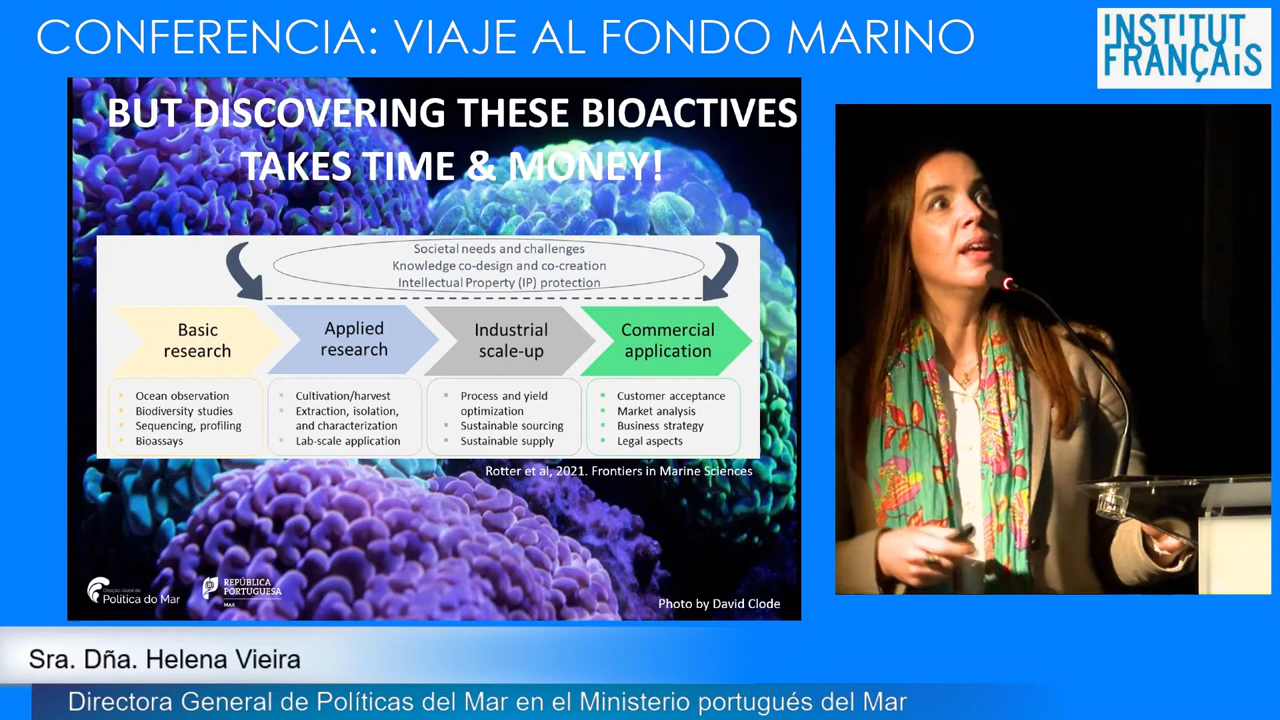 CONFERENCIA: VIAJE AL FONDO MARINO
INSTITUT
FRANÇAIS
BUT DISCOVERING THESE BIOACTIVES
TAKES TIME & MONEY!
Societal needs and challenges
Knowledge co-design and co-creation
Intellectual Property (IP) protection
Basic
research
Applied
research
Industrial
scale-up
Commercial
application
Ocean observation
Biodiversity studies
Sequencing, profiling
Bioassays
Cultivation/harvest
Extraction, isolation,
and characterization
Lab-scale application
Process and yield
optimization
Sustainable sourcing
Sustainable supply
Customer acceptance
Market analysis
Business strategy
Legal aspects
Rotter et al, 2021. Frontiers in Marine Sciences
Direção-Geral de
Política do Mar
REPÚBLICA
PORTUGUESA
MAR
Photo by David Clode
Sra. Dña. Helena Vieira
Directora General de Políticas del Mar en el Ministerio portugués del Mar